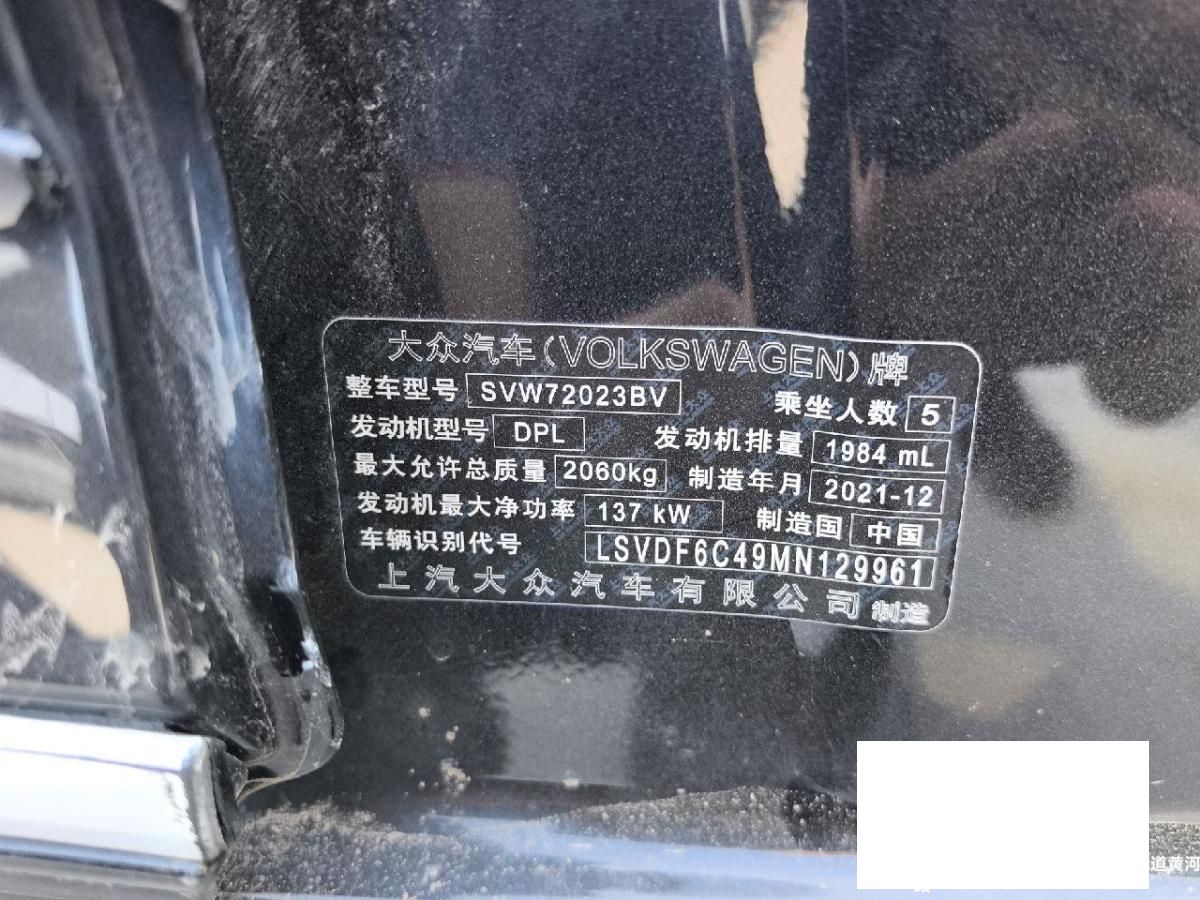 大众汽车(VOLKSWAGEN)牌
整车型号 SVW72023BV 乘坐人数 5
发动机型号 DPL 发动机排量 1984 mL
最大允许总质量 2060kg 制造年月 2021-12
发动机最大净功率 137 kW 制造国 中国
车辆识别代号 LSVDF6C49MN129961
上汽大众汽车有限公司 制造
道黄河